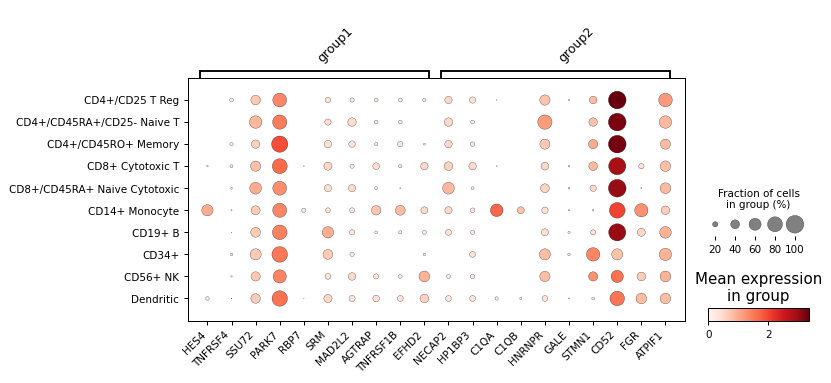 group1
group2
CD4+/CD25 T Reg
CD4+/CD45RA+/CD25- Naive T
CD4+/CD45RO+ Memory
CD8+ Cytotoxic T
CD8+/CD45RA+ Naive Cytotoxic
CD14+ Monocyte
CD19+ B
CD34+
CD56+ NK
Dendritic
HES4
TNFRSF4
SSU72
PARK7
RBP7
SRM
MAD2L2
AGTRAP
TNFRSF1B
EFHD2
NECAP2
HP1BP3
C1QA
C1QB
HNRNPR
GALE
STMN1
CD52
FGR
ATPIF1
Fraction of cells
in group (%)
20 40 60 80 100
Mean expression
in group
0 2